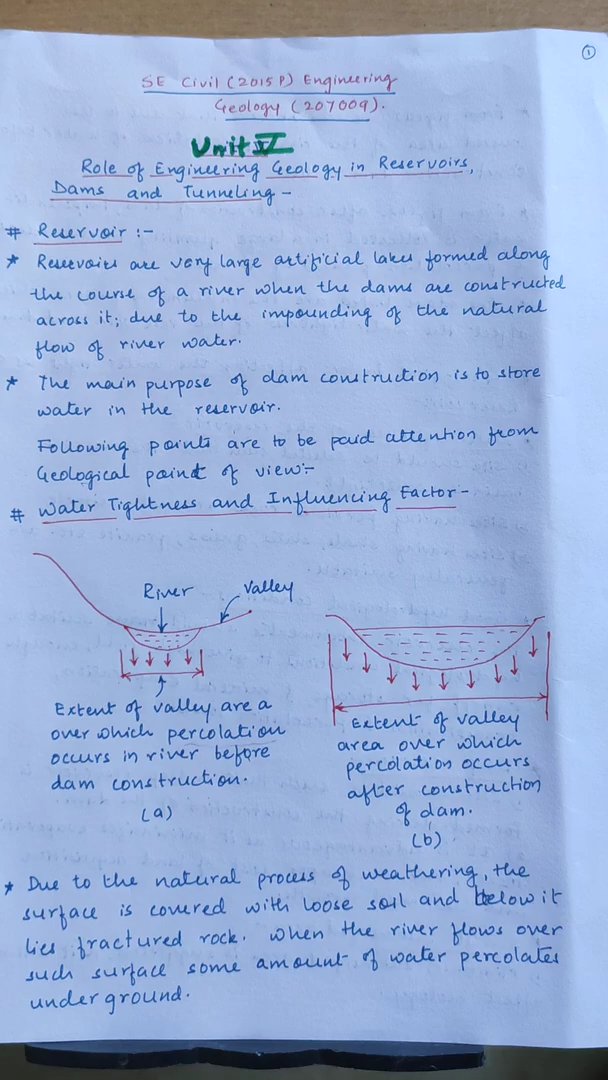 ①
SE Civil (2015 P) Engineering
Geology (207009).
Unit V
Role of Engineering Geology in Reservoirs,
Dams and Tunneling -
# Reservoir :-
* Reservoirs are very large artificial lakes formed along
the course of a river when the dams are constructed
across it; due to the impounding of the natural
flow of river water.
* The main purpose of dam construction is to store
water in the reservoir.
Following points are to be paid attention from
Geological point of view:-
# Water Tightness and Influencing Factor -
River
Valley
Extent of valley are a
over which percolation
occurs in river before
dam construction.
(a)
Extent of valley
area over which
percolation occurs
after construction
of dam.
(b)
* Due to the natural process of weathering, the
surface is covered with loose soil and below it
lies fractured rock. When the river flows over
such surface some amount of water percolates
under ground.